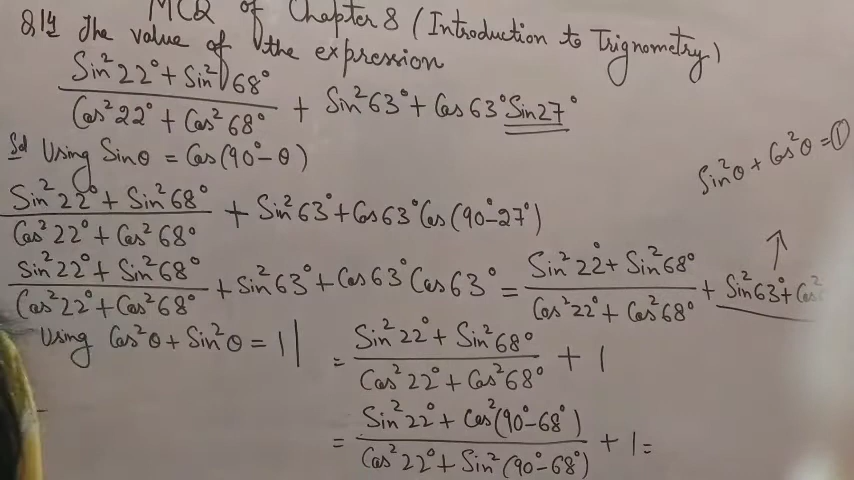 MCQ of Chapter 8 (Introduction to Trignometry)
Q14 The value of the expression
(Sin²22° + Sin²68°)/(Cos²22° + Cos²68°) + Sin²63° + Cos63° Sin27°
Sol Using Sinθ = Cos(90° - θ)
Sin²θ + Cos²θ = 1
(Sin²22° + Sin²68°)/(Cos²22° + Cos²68°) + Sin²63° + Cos63° Cos(90° - 27°)
(Sin²22° + Sin²68°)/(Cos²22° + Cos²68°) + Sin²63° + Cos63° Cos63° = (Sin²22° + Sin²68°)/(Cos²22° + Cos²68°) + Sin²63° + Cos²
Using Cos²θ + Sin²θ = 1 || = (Sin²22° + Sin²68°)/(Cos²22° + Cos²68°) + 1
= (Sin²22° + Cos²(90° - 68°))/(Cos²22° + Sin²(90° - 68°)) + 1 =